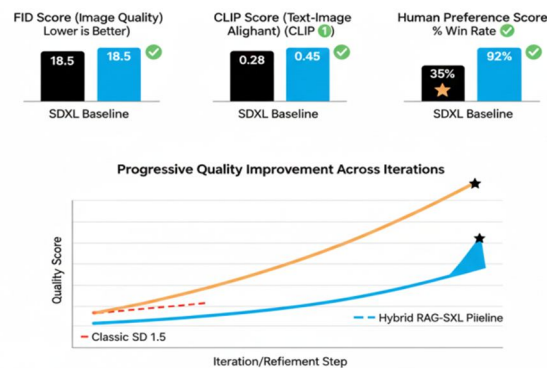 FID Score (Image Quality)
Lower is Better)
18.5
18.5
SDXL Baseline
CLIP Score (Text-Image
Alighant) (CLIP 1)
0.28
0.45
SDXL Baseline
Human Preference Score
% Win Rate
35%
92%
SDXL Baseline
Progressive Quality Improvement Across Iterations
Quality Score
Hybrid RAG-SXL Piieline
Classic SD 1.5
Iteration/Refiement Step